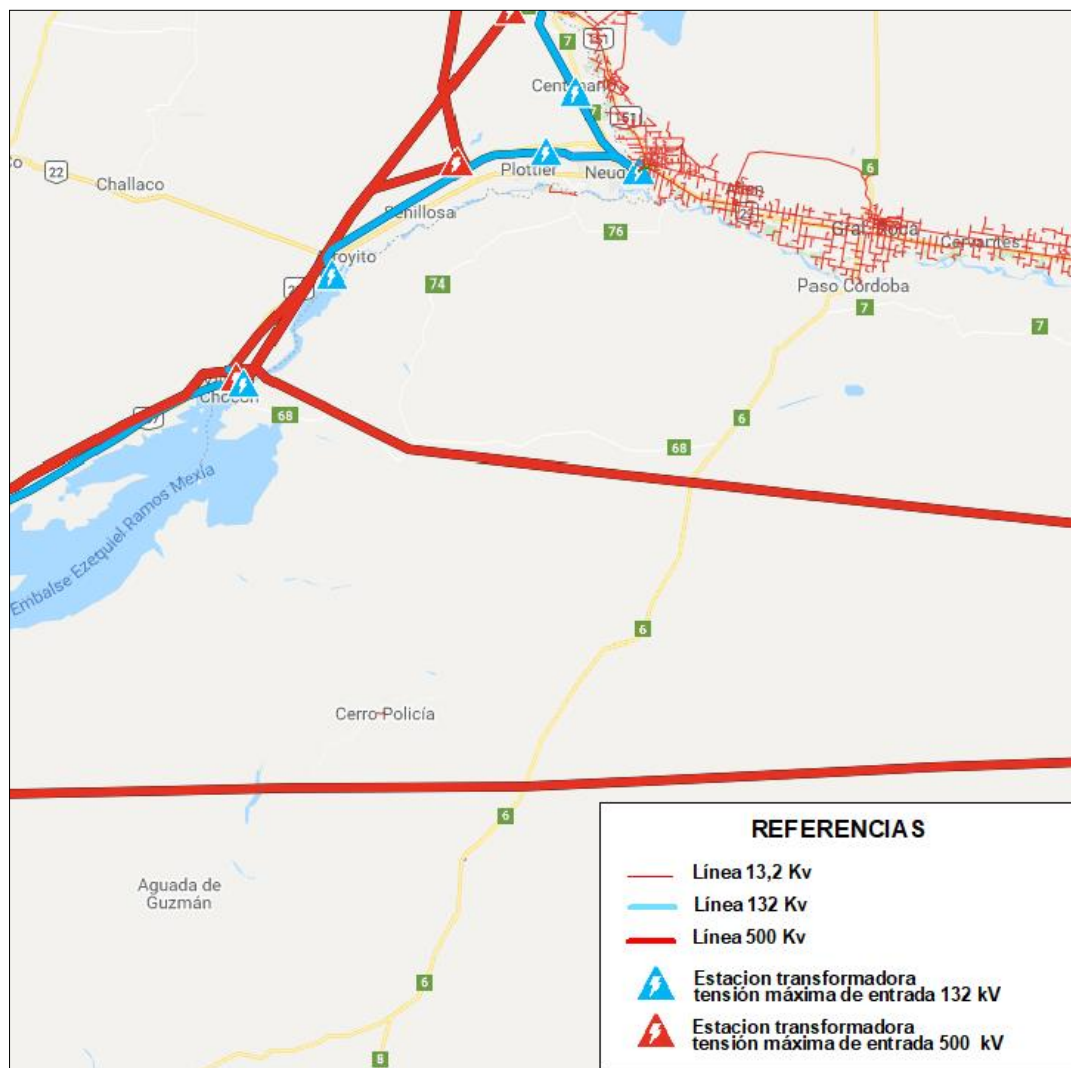 7
151
Centenario
7
151
22
Challaco
Plottier
6
Senillosa
76
Gral. Roca
Cervantes
74
Paso Córdoba
7
7
6
68
68
Embalse Ezequiel Ramos Mexía
6
Cerro Policía
6
Aguada de
Guzmán
6
8
REFERENCIAS
Línea 13,2 Kv
Línea 132 Kv
Línea 500 Kv
Estacion transformadora
tensión máxima de entrada 132 kV
Estacion transformadora
tensión máxima de entrada 500 kV